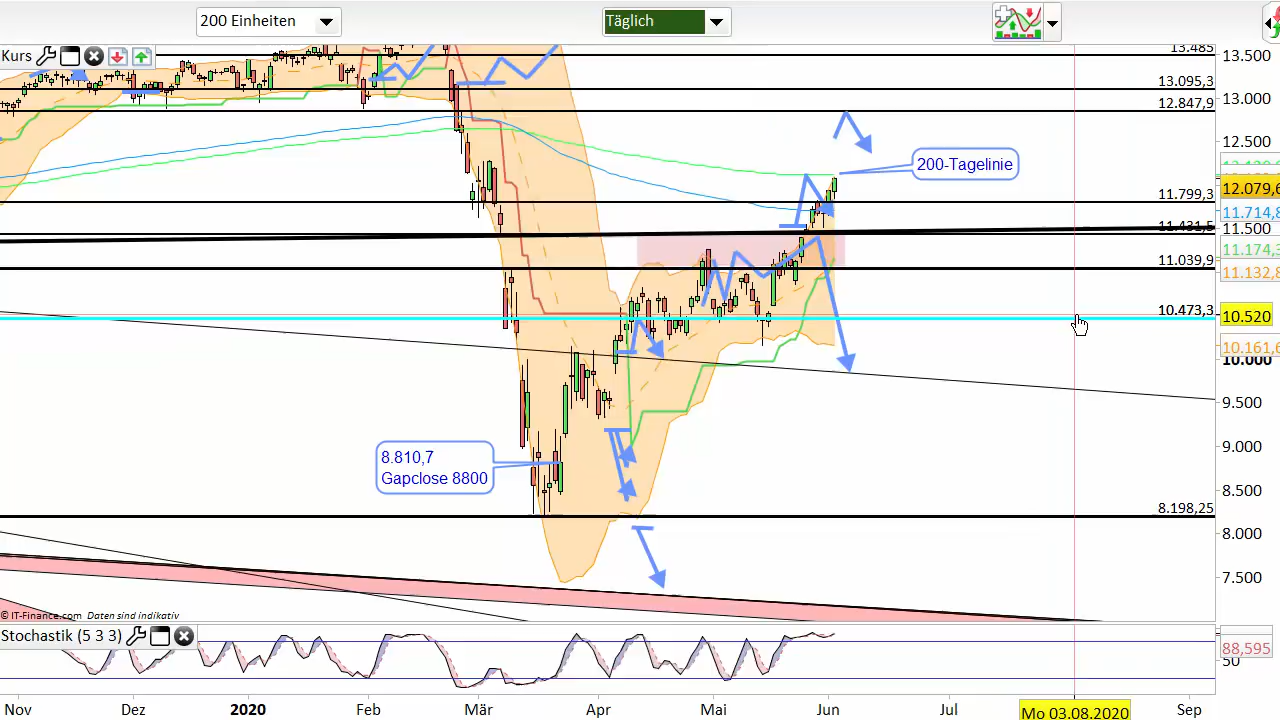 200 Einheiten
Täglich
Kurs
13.485
13.500
13.095,3
13.000
12.847,9
12.500
200-Tagelinie
12.079,6
11.799,3
11.714,8
11.431,5
11.500
11.174,3
11.039,9
11.132,8
10.473,3
10.520
10.161,6
10.000
9.500
9.000
8.810,7
Gapclose 8800
8.500
8.198,25
8.000
7.500
© IT-Finance.com Daten sind indikativ
Stochastik (5 3 3)
88,595
50
Nov
Dez
2020
Feb
Mär
Apr
Mai
Jun
Jul
Mo 03.08.2020
Sep